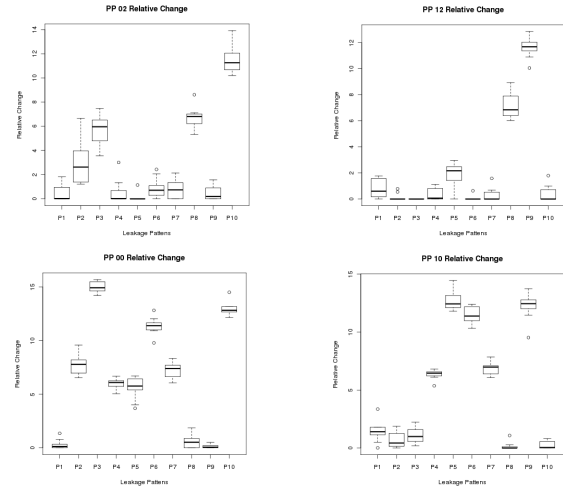 PP 02 Relative Change
Relative Change
0 2 4 6 8 10 12 14
P1 P2 P3 P4 P5 P6 P7 P8 P9 P10
Leakage Pattens
PP 12 Relative Change
Relative Change
0 2 4 6 8 10 12
P1 P2 P3 P4 P5 P6 P7 P8 P9 P10
Leakage Pattens
PP 00 Relative Change
Relative Change
0 5 10 15
P1 P2 P3 P4 P5 P6 P7 P8 P9 P10
Leakage Pattens
PP 10 Relative Change
Relative Change
0 5 10 15
P1 P2 P3 P4 P5 P6 P7 P8 P9 P10
Leakage Pattens